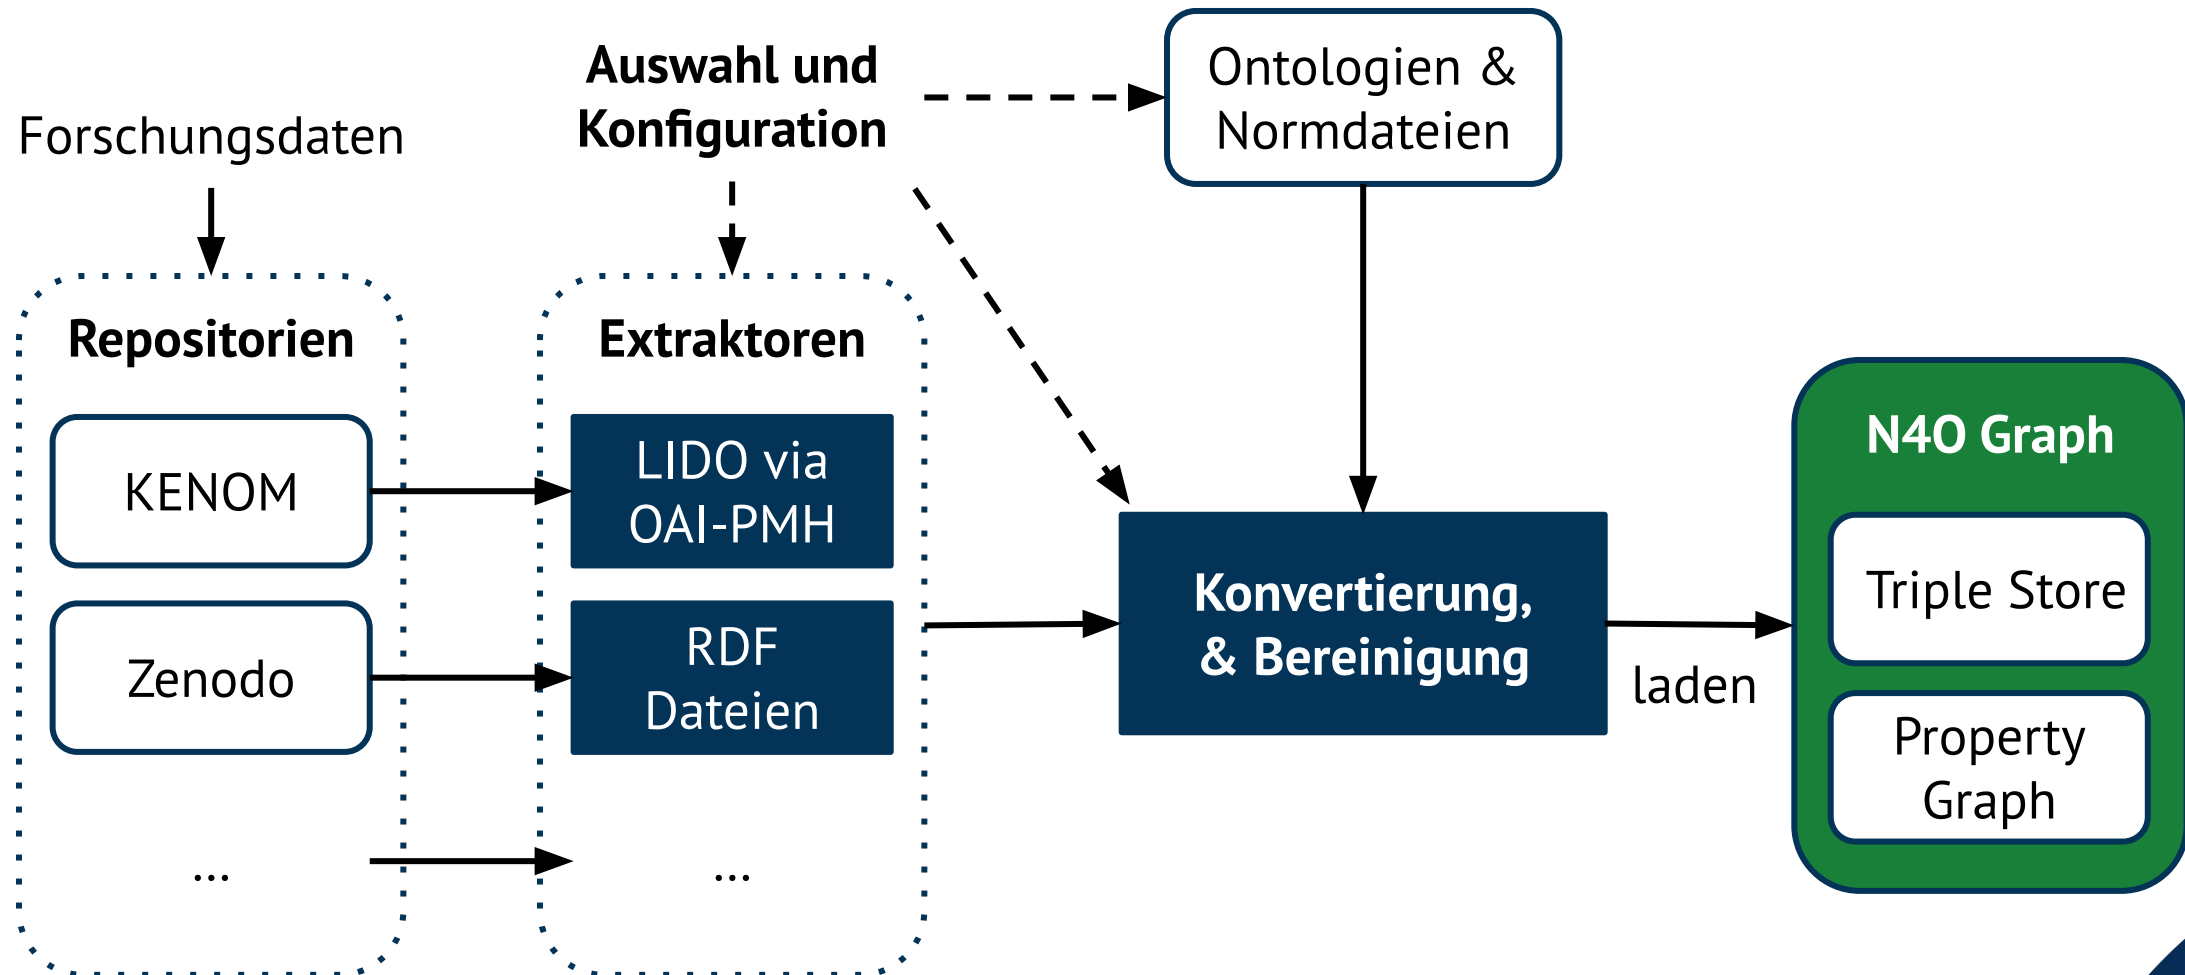 Forschungsdaten
Auswahl und
Konfiguration
Ontologien &
Normdateien
Repositorien
KENOM
Zenodo
...
Extraktoren
LIDO via
OAI-PMH
RDF
Dateien
...
Konvertierung,
& Bereinigung
laden
N4O Graph
Triple Store
Property
Graph